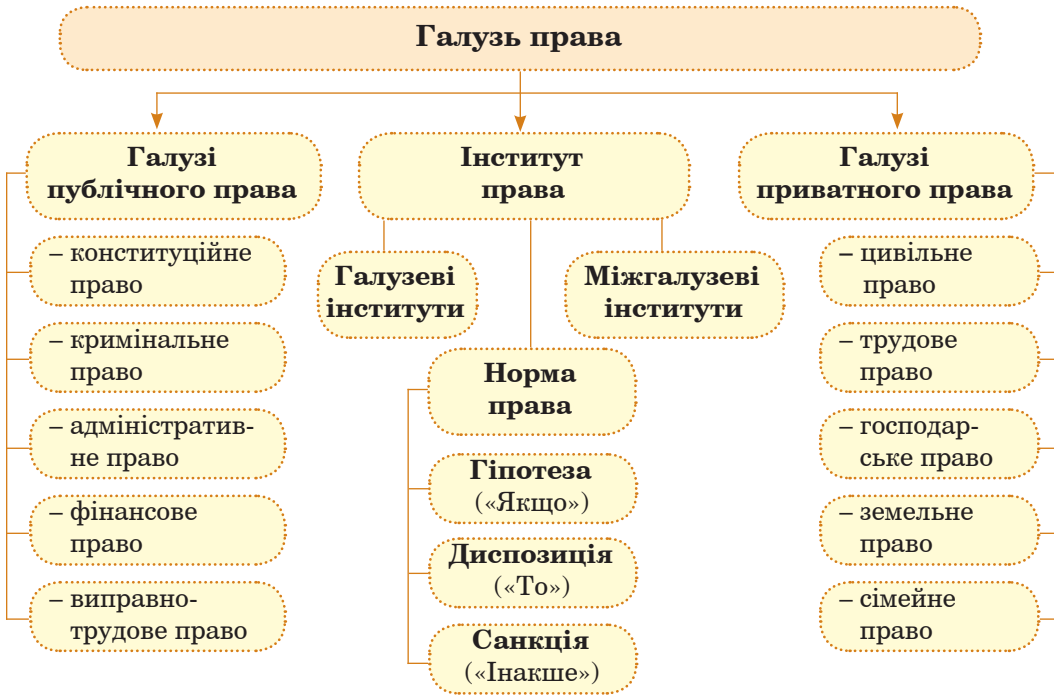 Галузь права
Галузі
публічного права
– конституційне
право
– кримінальне
право
– адміністратив-
не право
– фінансове
право
– виправно-
трудове право
Інститут
права
Галузеві
інститути
Міжгалузеві
інститути
Норма
права
Гіпотеза
(«Якщо»)
Диспозиція
(«То»)
Санкція
(«Інакше»)
Галузі
приватного права
– цивільне
право
– трудове
право
– господар-
ське право
– земельне
право
– сімейне
право